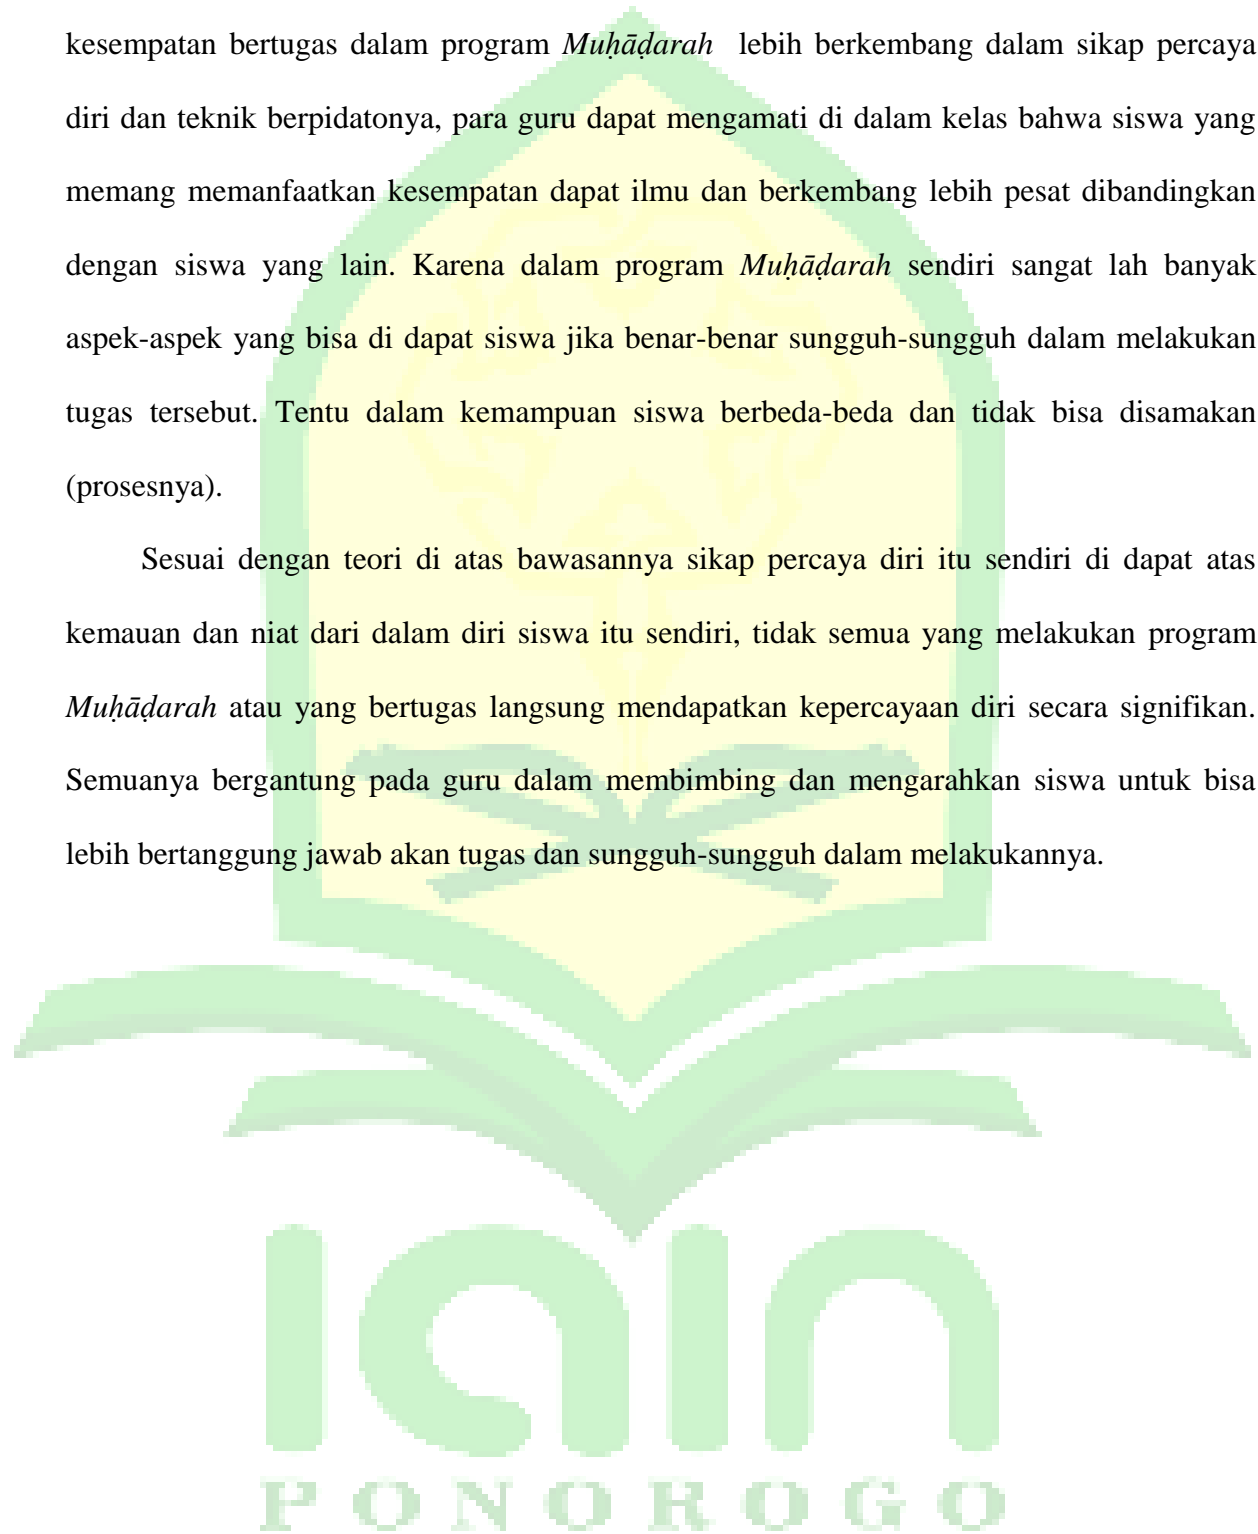 kesempatan bertugas dalam program Muḥāḍarah lebih berkembang dalam sikap percaya
diri dan teknik berpidatonya, para guru dapat mengamati di dalam kelas bahwa siswa yang
memang memanfaatkan kesempatan dapat ilmu dan berkembang lebih pesat dibandingkan
dengan siswa yang lain. Karena dalam program Muḥāḍarah sendiri sangat lah banyak
aspek-aspek yang bisa di dapat siswa jika benar-benar sungguh-sungguh dalam melakukan
tugas tersebut. Tentu dalam kemampuan siswa berbeda-beda dan tidak bisa disamakan
(prosesnya).
Sesuai dengan teori di atas bawasannya sikap percaya diri itu sendiri di dapat atas
kemauan dan niat dari dalam diri siswa itu sendiri, tidak semua yang melakukan program
Muḥāḍarah atau yang bertugas langsung mendapatkan kepercayaan diri secara signifikan.
Semuanya bergantung pada guru dalam membimbing dan mengarahkan siswa untuk bisa
lebih bertanggung jawab akan tugas dan sungguh-sungguh dalam melakukannya.
iain
PONOROGO